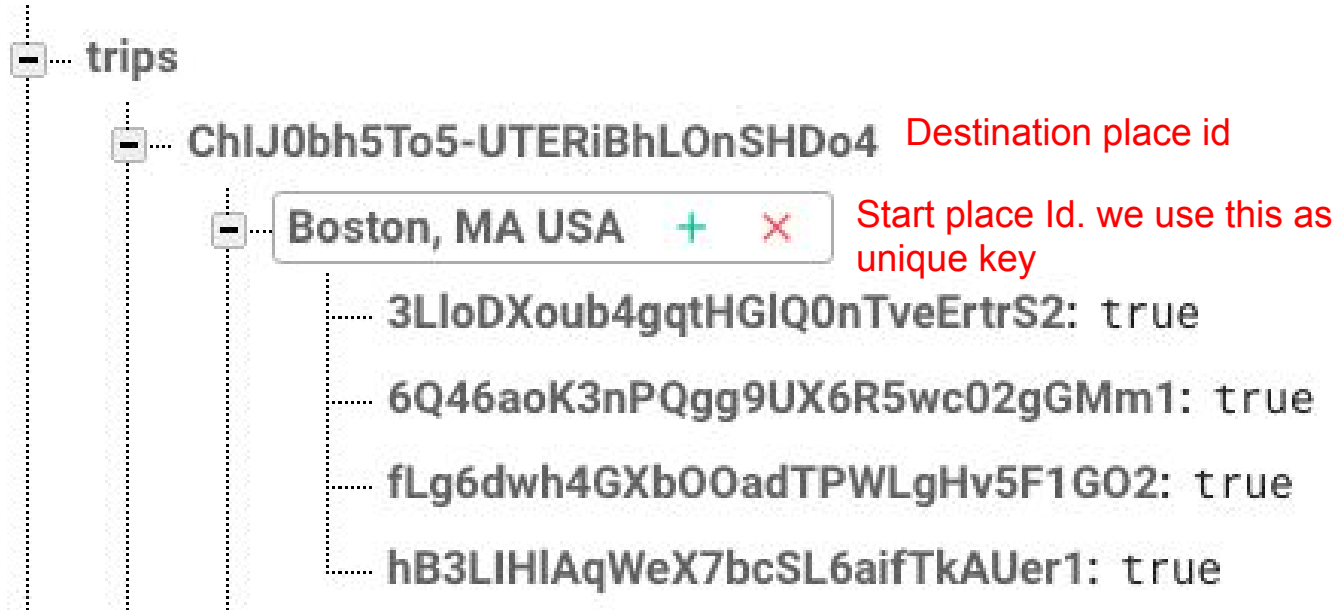 trips
ChIJ0bh5To5-UTERiBhLOnSHDo4 Destination place id
Boston, MA USA + × Start place Id. we use this as
unique key
3LloDXoub4gqtHGlQ0nTveErtrS2: true
6Q46aoK3nPQgg9UX6R5wc02gGMm1: true
fLg6dwh4GXbOOadTPWLgHv5F1GO2: true
hB3LIHlAqWeX7bcSL6aifTkAUer1: true